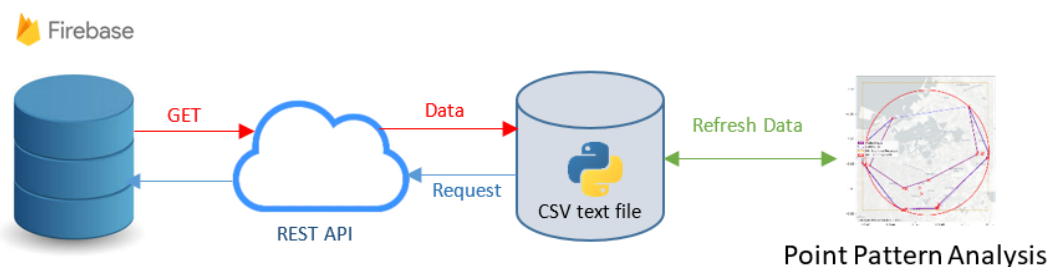 Firebase
GET
Data
Refresh Data
Request
CSV text file
REST API
Point Pattern Analysis